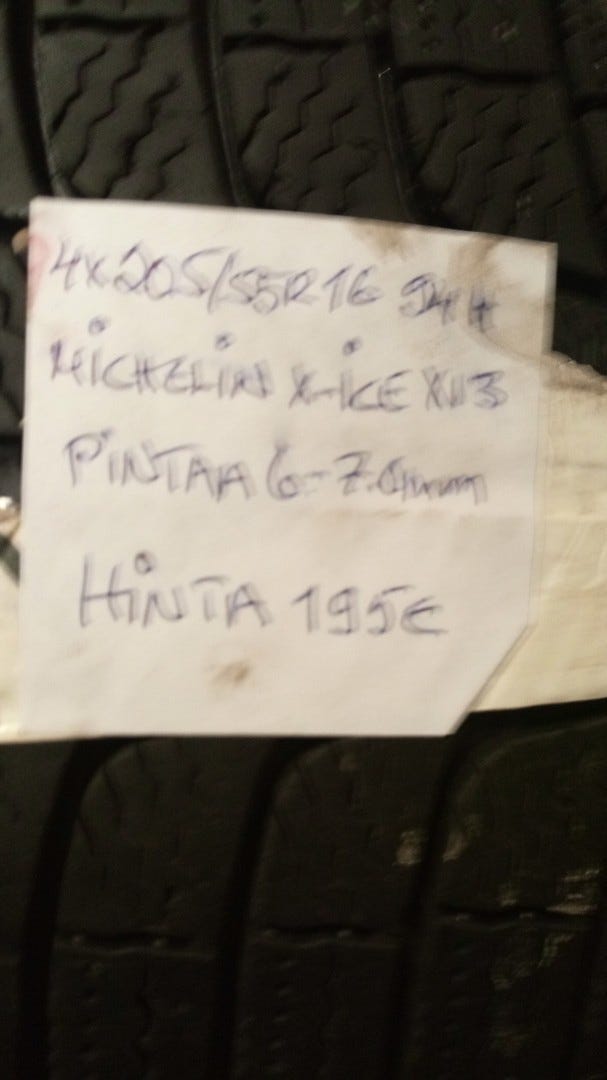 4x205/55R16 94H
MiCHELiN X-iCE Xi3
PiNTAA 6-7.0mm
HiNTA 195€